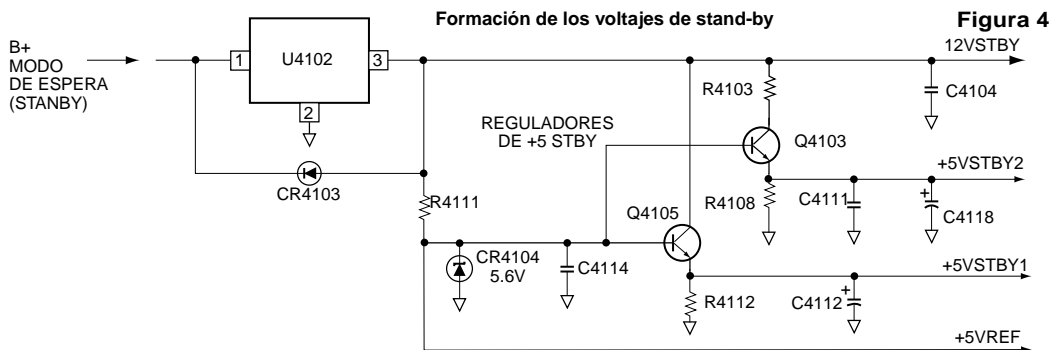 Formación de los voltajes de stand-by
Figura 4
B+
MODO
DE ESPERA
(STANBY)
1
U4102
3
2
12VSTBY
R4103
C4104
REGULADORES
DE +5 STBY
Q4103
CR4103
+5VSTBY2
R4111
R4108
C4111
+
C4118
Q4105
CR4104
5.6V
C4114
+5VSTBY1
R4112
C4112
+
+5VREF